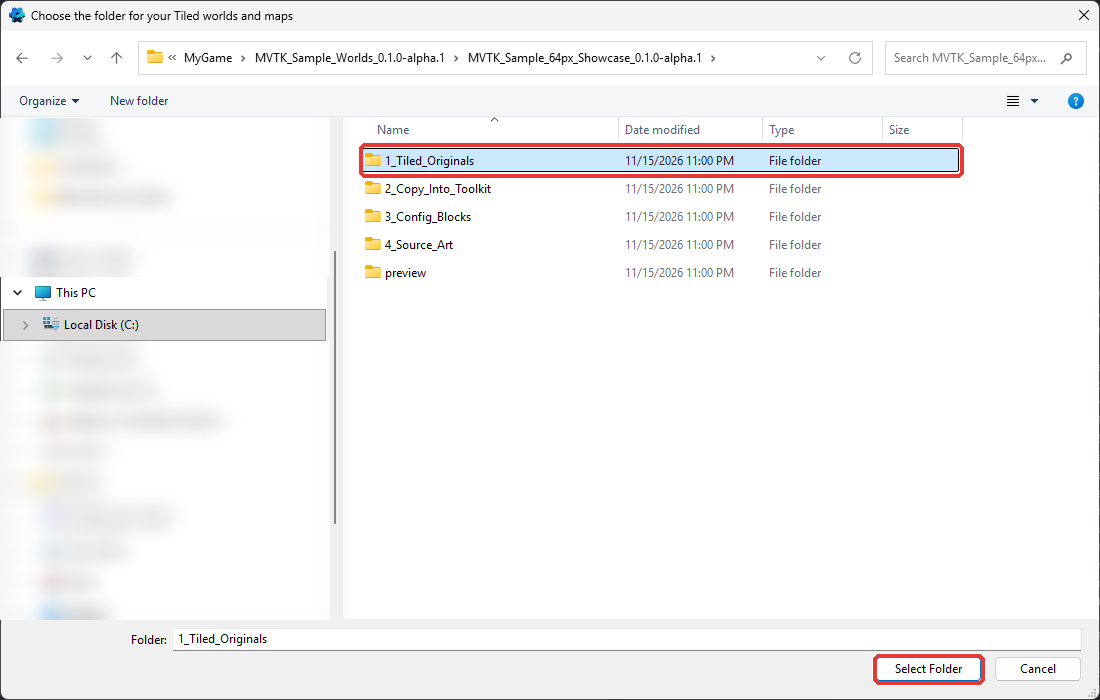 Choose the folder for your Tiled worlds and maps
« MyGame › MVTK_Sample_Worlds_0.1.0-alpha.1 › MVTK_Sample_64px_Showcase_0.1.0-alpha.1 ›
Search MVTK_Sample_64px...
Organize
New folder
?
Name Date modified Type Size
1_Tiled_Originals 11/15/2026 11:00 PM File folder
2_Copy_Into_Toolkit 11/15/2026 11:00 PM File folder
3_Config_Blocks 11/15/2026 11:00 PM File folder
4_Source_Art 11/15/2026 11:00 PM File folder
preview 11/15/2026 11:00 PM File folder
This PC
Local Disk (C:)
Folder: 1_Tiled_Originals
Select Folder Cancel